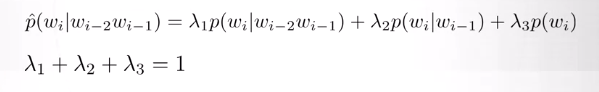 p̂(wᵢ|wᵢ₋₂wᵢ₋₁) = λ₁p(wᵢ|wᵢ₋₂wᵢ₋₁) + λ₂p(wᵢ|wᵢ₋₁) + λ₃p(wᵢ)
λ₁ + λ₂ + λ₃ = 1